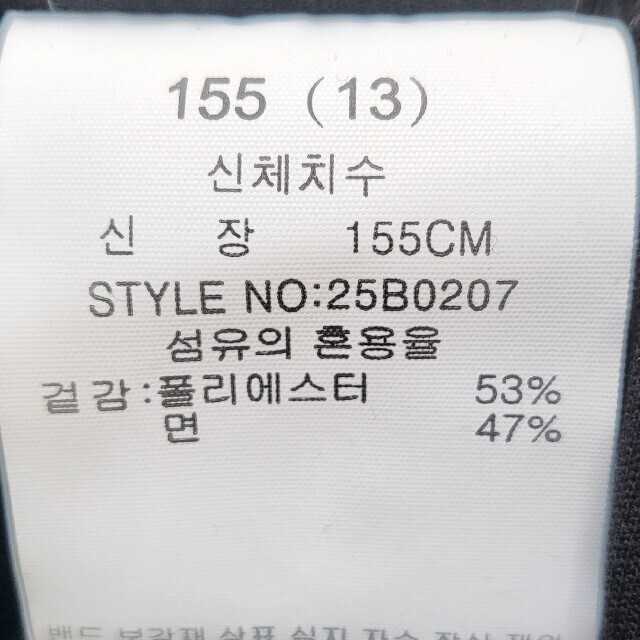 155 (13)
신체치수
신 장 155CM
STYLE NO:25B0207
섬유의 혼용율
겉감:폴리에스터 53%
면 47%